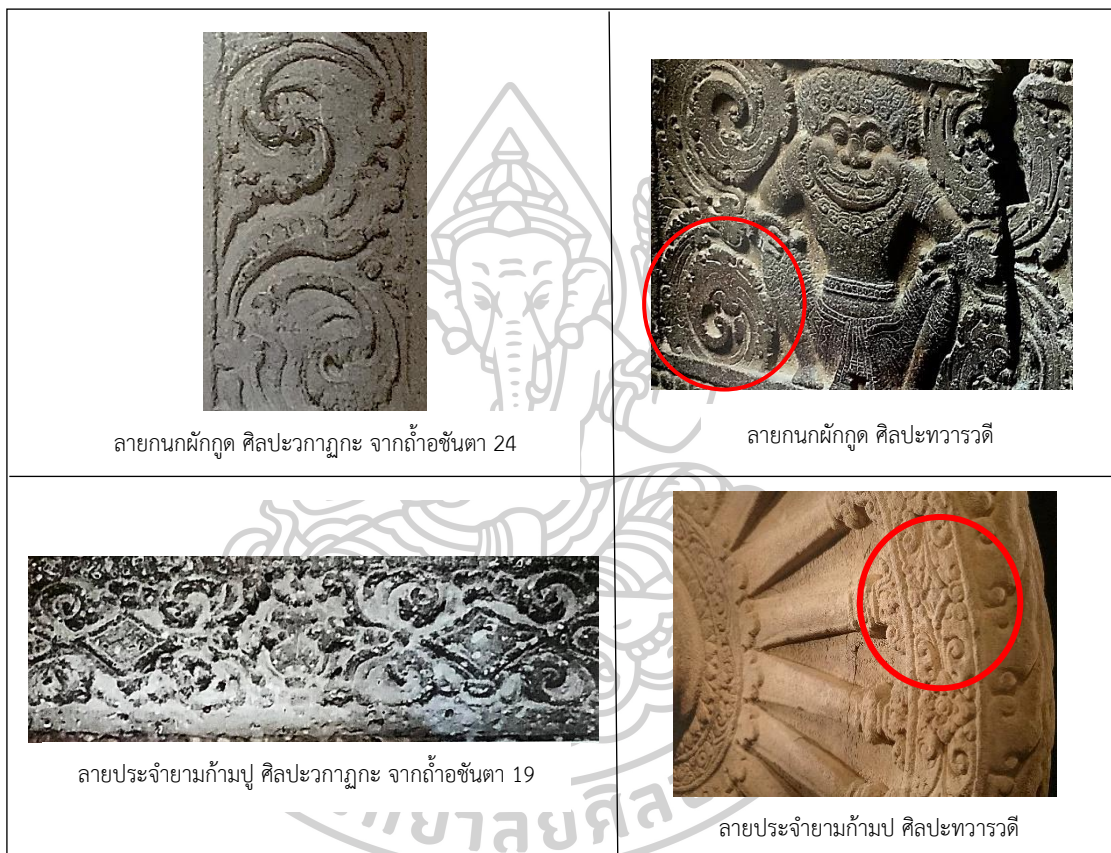 ลายกนกผักกูด ศิลปะวกาฏกะ จากถ้ำอชันตา 24
ลายกนกผักกูด ศิลปะทวารวดี
ลายประจำยามก้ามปู ศิลปะวกาฏกะ จากถ้ำอชันตา 19
ลายประจำยามก้ามป ศิลปะทวารวดี